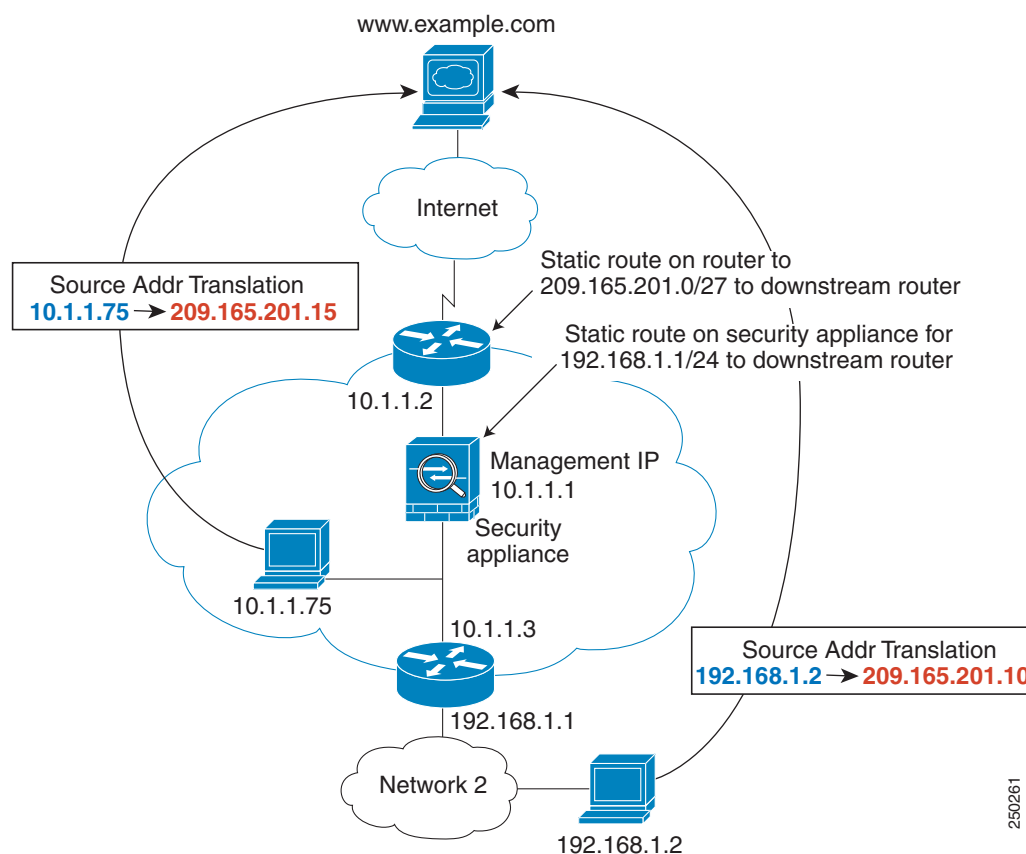 www.example.com
Internet
Static route on router to
209.165.201.0/27 to downstream router
Source Addr Translation
10.1.1.75 → 209.165.201.15
Static route on security appliance for
192.168.1.1/24 to downstream router
10.1.1.2
Management IP
10.1.1.1
Security
appliance
10.1.1.75
10.1.1.3
Source Addr Translation
192.168.1.2 → 209.165.201.10
192.168.1.1
Network 2
192.168.1.2
250261